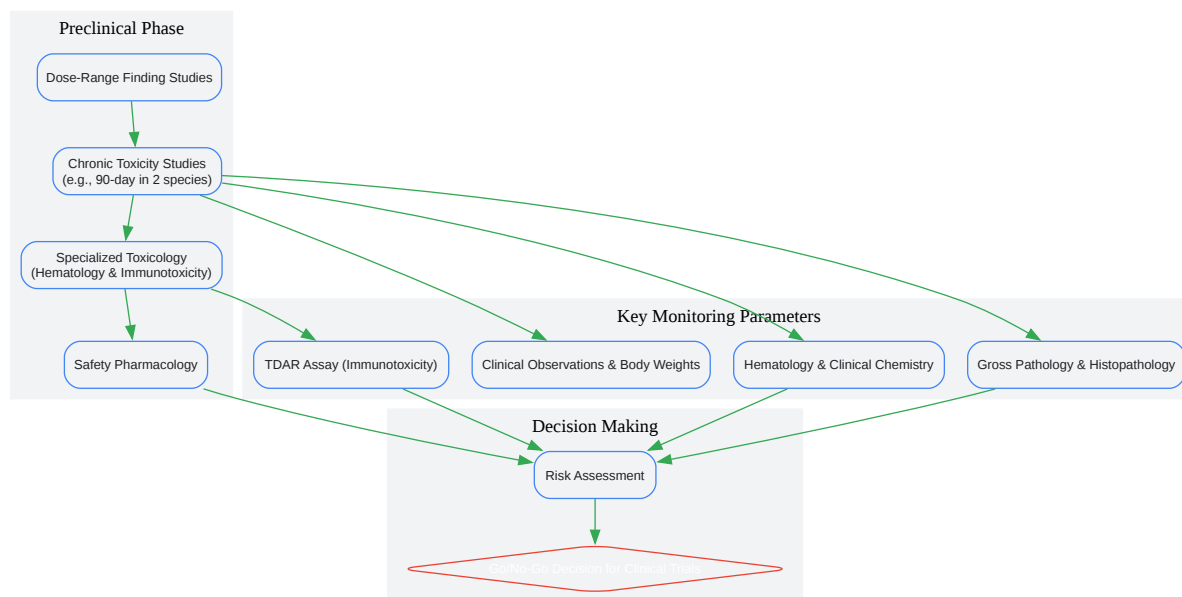 Preclinical Phase
Dose-Range Finding Studies
Chronic Toxicity Studies
(e.g., 90-day in 2 species)
Specialized Toxicology
(Hematology & Immunotoxicity)
Safety Pharmacology
Key Monitoring Parameters
TDAR Assay (Immunotoxicity)
Clinical Observations & Body Weights
Hematology & Clinical Chemistry
Gross Pathology & Histopathology
Decision Making
Risk Assessment
Go/No-Go Decision for Clinical Trials